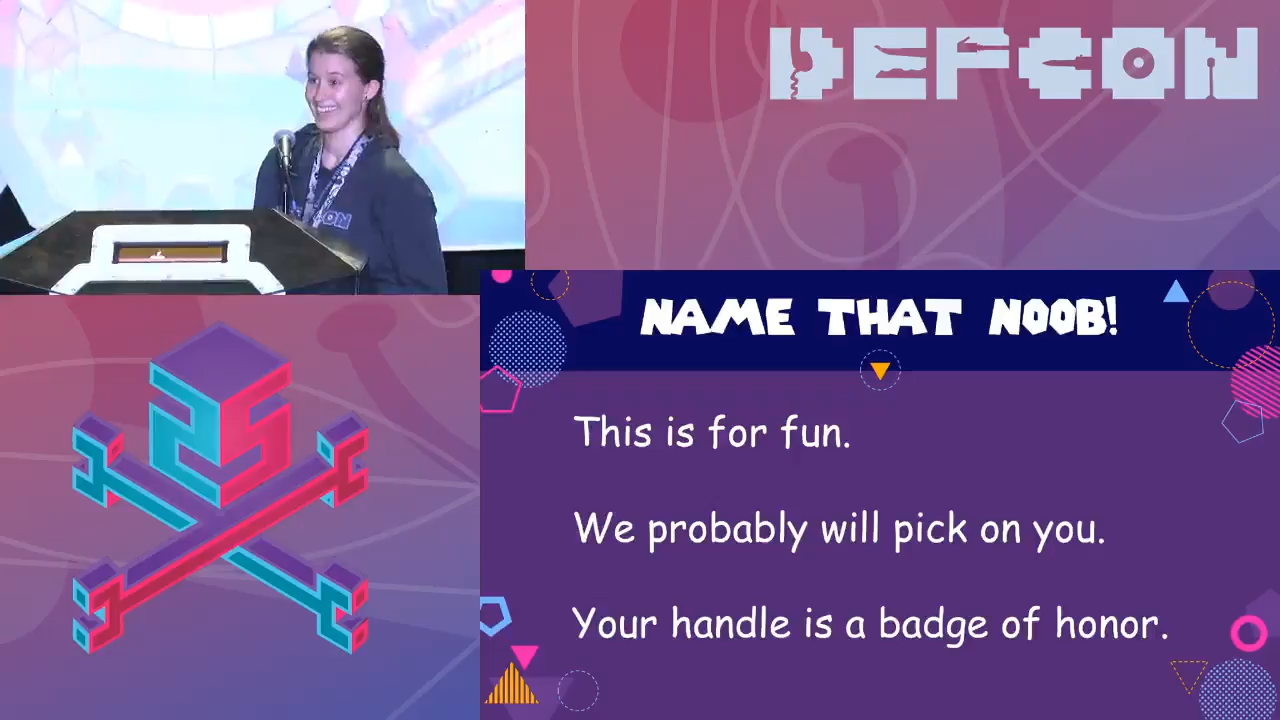 DEFCON
NAME THAT NOOB!
This is for fun.
We probably will pick on you.
Your handle is a badge of honor.